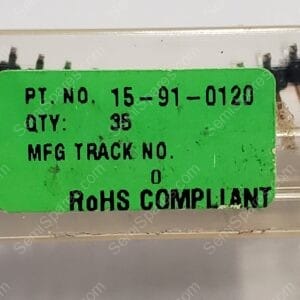 PT. NO. 15-91-0120
QTY: 35
MFG TRACK NO.
0
RoHS COMPLIANT